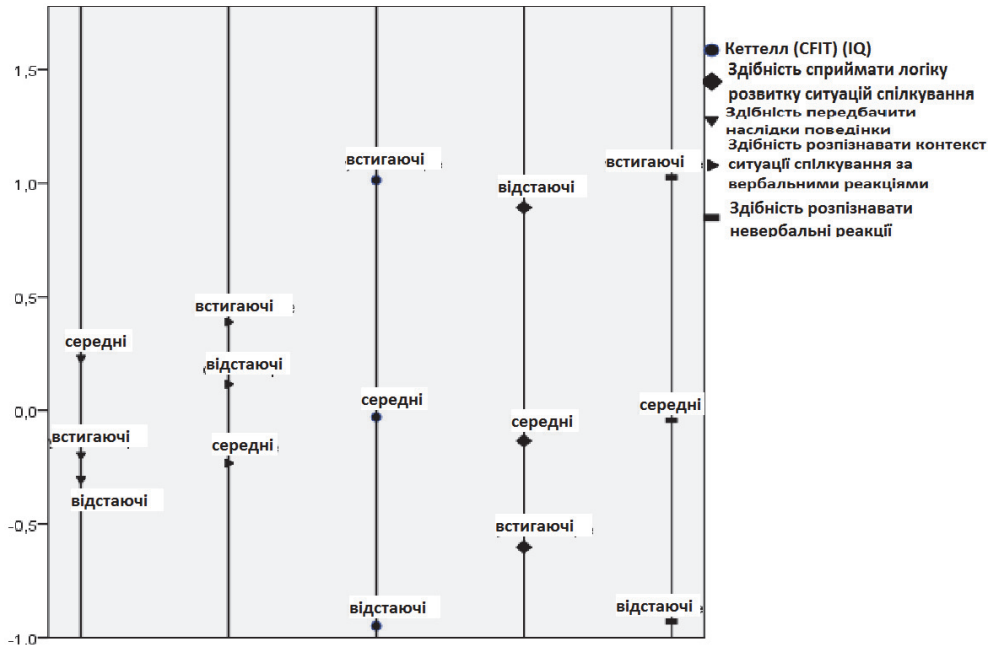 Кеттелл (CFIT) (IQ)
Здібність сприймати логіку
розвитку ситуацій спілкування
Здібність передбачити
наслідки поведінки
Здібність розпізнавати контекст
ситуації спілкування за
вербальними реакціями
Здібність розпізнавати
невербальні реакції
1,5
1,0
0,5
0,0
-0,5
-1,0
середні
встигаючі
відстаючі
встигаючі
відстаючі
середні
встигаючі
середні
відстаючі
відстаючі
середні
встигаючі
встигаючі
середні
відстаючі